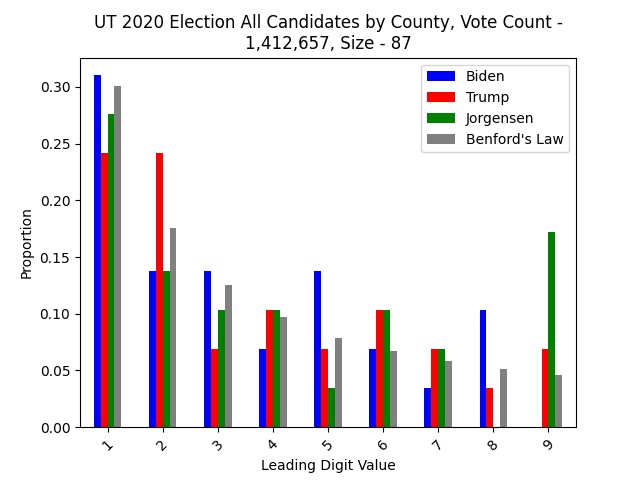 UT 2020 Election All Candidates by County, Vote Count -
1,412,657, Size - 87
Biden
Trump
Jorgensen
Benford's Law
0.30
0.25
0.20
0.15
0.10
0.05
0.00
Proportion
1 2 3 4 5 6 7 8 9
Leading Digit Value